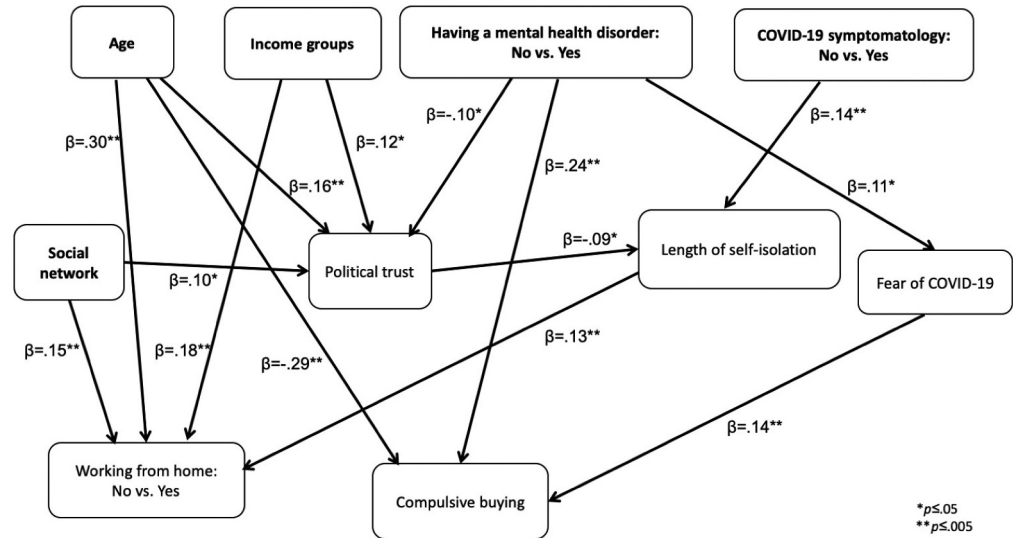 Age
Income groups
Having a mental health disorder:
No vs. Yes
COVID-19 symptomatology:
No vs. Yes
β=.30**
β=.12*
β=-.10*
β=.14**
β=.24**
β=.16**
β=.11*
Social
network
Political trust
β=-.09*
Length of self-isolation
Fear of COVID-19
β=.10*
β=.15**
β=.18**
β=-.29**
β=.13**
β=.14**
Working from home:
No vs. Yes
Compulsive buying
*p≤.05
**p≤.005